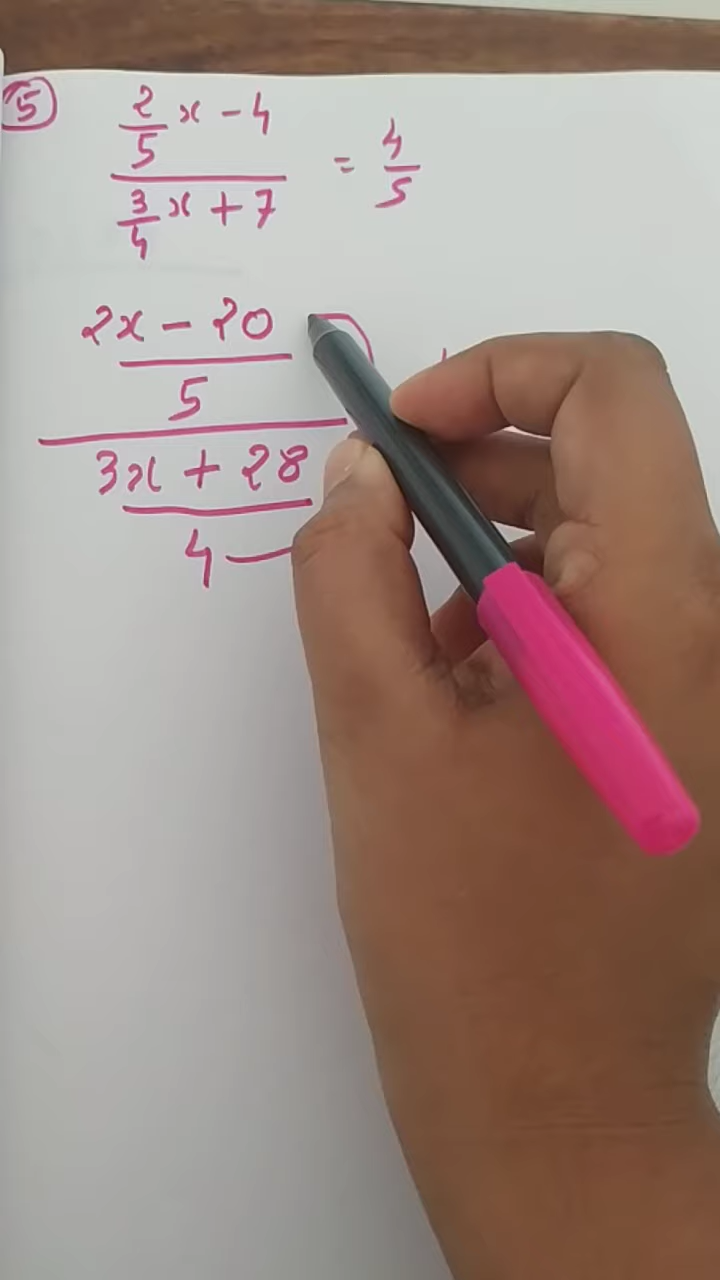 5
2/5 x - 4
3/4 x + 7
= 4/5
2x - 20
5
3x + 28
4